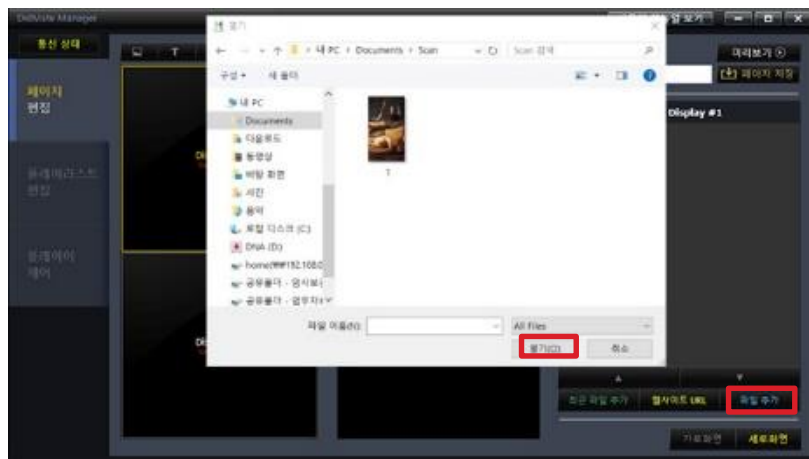 통신 상태
미리보기
T
페이지 저장
페이지
편집
플레이리스트
편집
플레이어
제어
Display #1
열기
내 PC › Documents › Scan
Scan 검색
구성
새 폴더
내 PC
Documents
다운로드
동영상
바탕 화면
사진
음악
로컬 디스크 (C:)
DNA (D:)
1
파일 이름(N):
All Files
열기(O)
취소
최근 파일 추가
웹사이트 URL
파일 추가
가로화면
세로화면